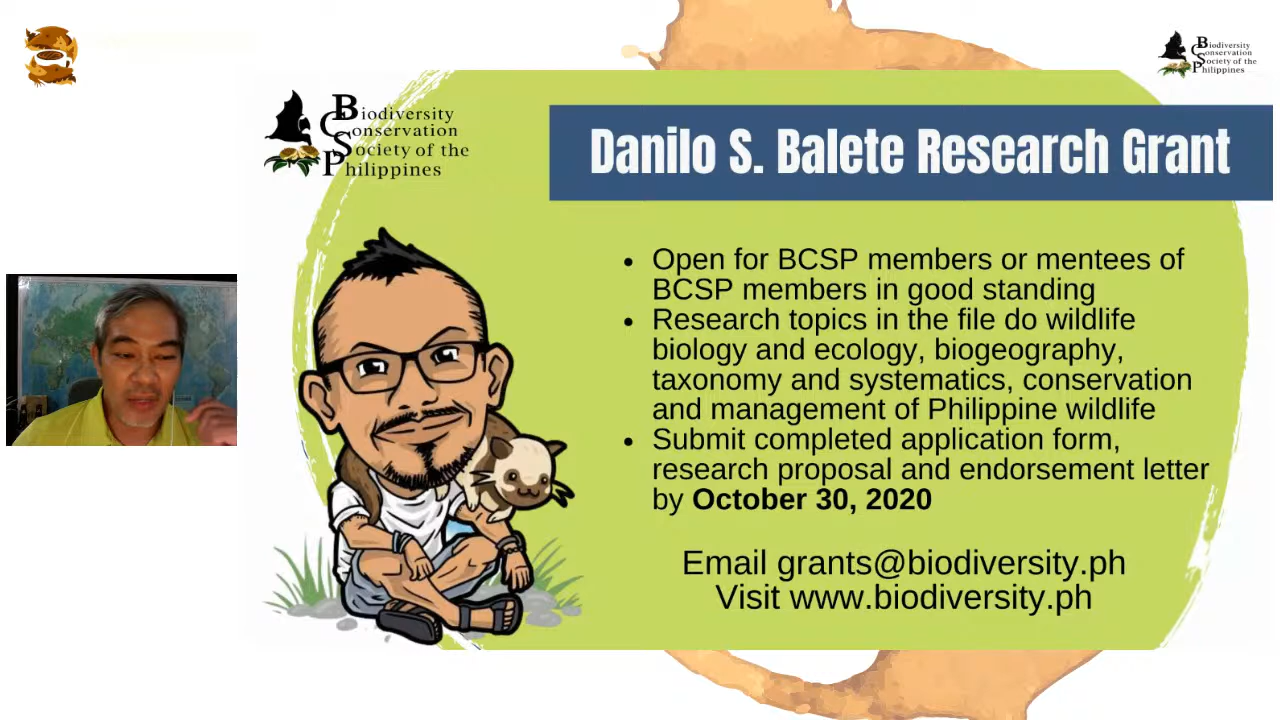 Biodiversity
Conservation
Society of the
Philippines
Biodiversity
Conservation
Society of the
Philippines
Danilo S. Balete Research Grant
• Open for BCSP members or mentees of
BCSP members in good standing
• Research topics in the file do wildlife
biology and ecology, biogeography,
taxonomy and systematics, conservation
and management of Philippine wildlife
• Submit completed application form,
research proposal and endorsement letter
by October 30, 2020
Email grants@biodiversity.ph
Visit www.biodiversity.ph